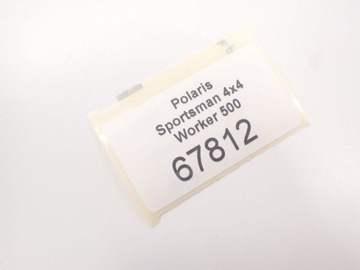 Polaris
Sportsman 4x4
Worker 500
67812